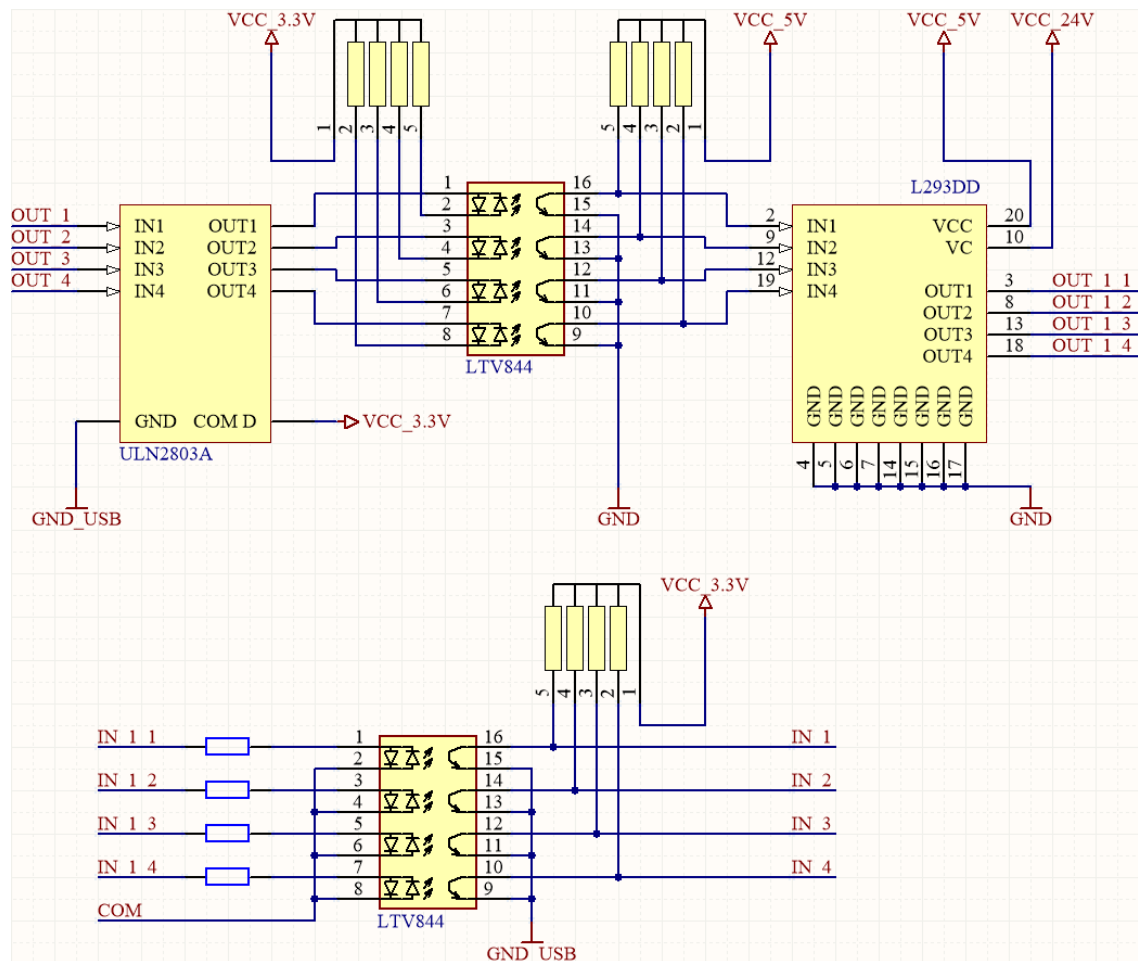 VCC_3.3V VCC_5V VCC_5V VCC_24V
1 2 3 4 5 5 4 3 2 1
L293DD
OUT_1 IN1 OUT1 1 16 2 IN1 VCC 20
OUT_2 IN2 OUT2 2 15 9 IN2 VC 10
OUT_3 IN3 OUT3 3 14 12 IN3
OUT_4 IN4 OUT4 4 13 19 IN4 OUT1 3 OUT_1_1
5 12 OUT2 8 OUT_1_2
6 11 OUT3 13 OUT_1_3
7 10 OUT4 18 OUT_1_4
8 9
LTV844
GND COM D VCC_3.3V GND GND GND GND GND GND GND GND
ULN2803A
4 5 6 7 14 15 16 17
GND_USB GND GND
VCC_3.3V
5 4 3 2 1
IN_1_1 1 16 IN_1
2 15
IN_1_2 3 14 IN_2
4 13
IN_1_3 5 12 IN_3
6 11
IN_1_4 7 10 IN_4
8 9
COM
LTV844
GND_USB